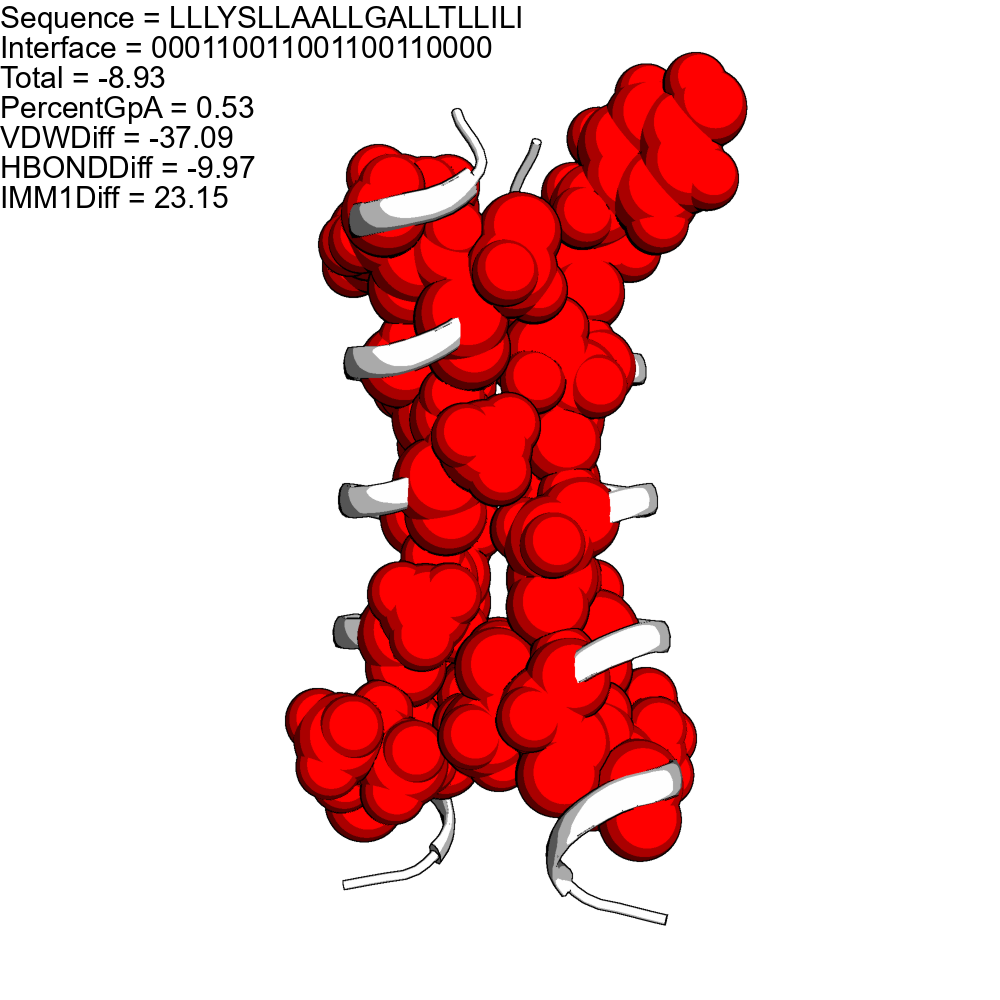 Sequence = LLLYSLLAALLGALLTLLILI
Interface = 000110011001100110000
Total = -8.93
PercentGpA = 0.53
VDWDiff = -37.09
HBONDDiff = -9.97
IMM1Diff = 23.15